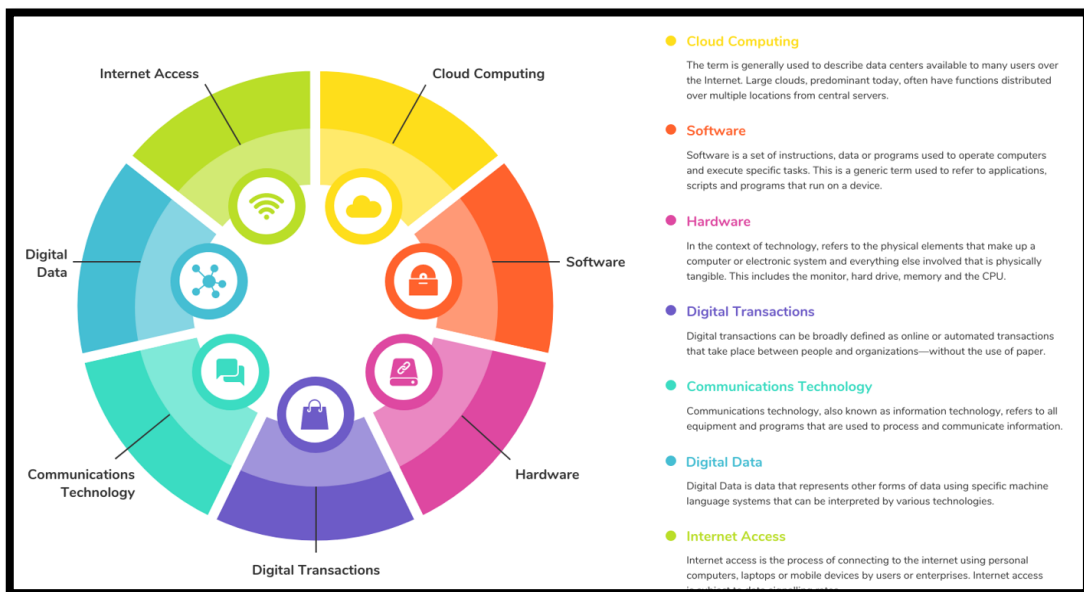 Internet Access
Cloud Computing
Digital
Data
Software
Communications
Technology
Hardware
Digital Transactions
Cloud Computing
The term is generally used to describe data centers available to many users over
the Internet. Large clouds, predominant today, often have functions distributed
over multiple locations from central servers.
Software
Software is a set of instructions, data or programs used to operate computers
and execute specific tasks. This is a generic term used to refer to applications,
scripts and programs that run on a device.
Hardware
In the context of technology, refers to the physical elements that make up a
computer or electronic system and everything else involved that is physically
tangible. This includes the monitor, hard drive, memory and the CPU.
Digital Transactions
Digital transactions can be broadly defined as online or automated transactions
that take place between people and organizations—without the use of paper.
Communications Technology
Communications technology, also known as information technology, refers to all
equipment and programs that are used to process and communicate information.
Digital Data
Digital Data is data that represents other forms of data using specific machine
language systems that can be interpreted by various technologies.
Internet Access
Internet access is the process of connecting to the internet using personal
computers, laptops or mobile devices by users or enterprises. Internet access